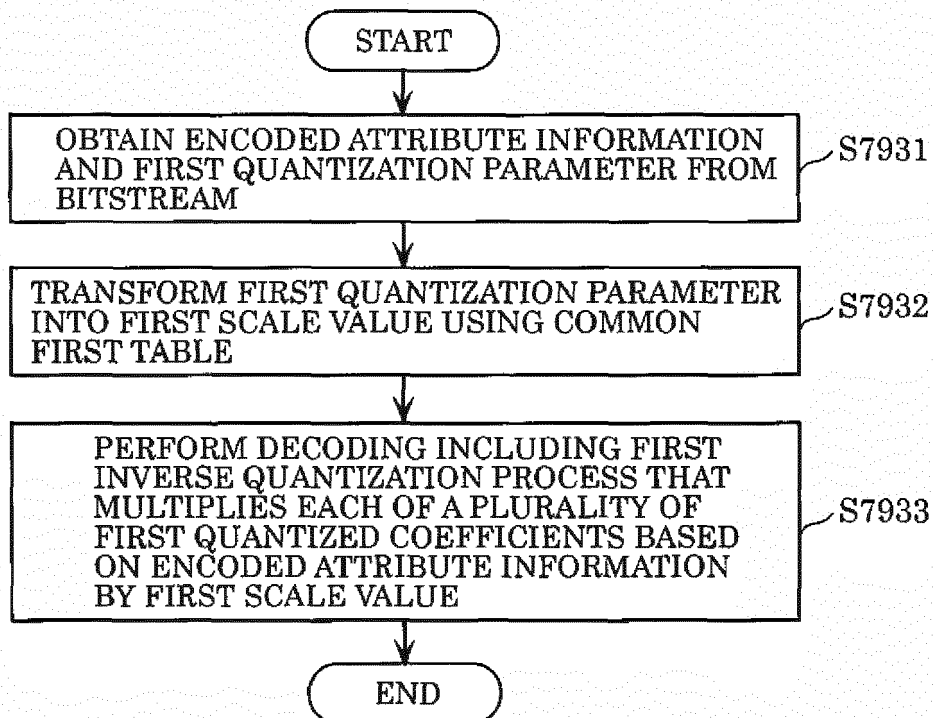 START
OBTAIN ENCODED ATTRIBUTE INFORMATION
AND FIRST QUANTIZATION PARAMETER FROM
BITSTREAM
S7931
TRANSFORM FIRST QUANTIZATION PARAMETER
INTO FIRST SCALE VALUE USING COMMON
FIRST TABLE
S7932
PERFORM DECODING INCLUDING FIRST
INVERSE QUANTIZATION PROCESS THAT
MULTIPLIES EACH OF A PLURALITY OF
FIRST QUANTIZED COEFFICIENTS BASED
ON ENCODED ATTRIBUTE INFORMATION
BY FIRST SCALE VALUE
S7933
END